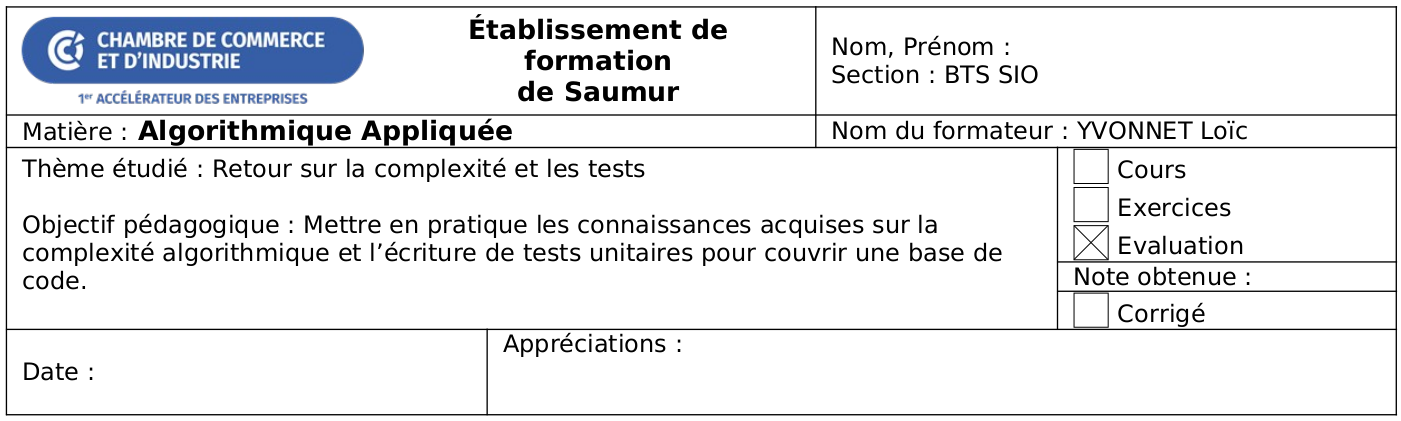 CHAMBRE DE COMMERCE
ET D'INDUSTRIE
1er ACCÉLÉRATEUR DES ENTREPRISES
Établissement de
formation
de Saumur
Nom, Prénom :
Section : BTS SIO
Matière : Algorithmique Appliquée
Nom du formateur : YVONNET Loïc
Thème étudié : Retour sur la complexité et les tests
Objectif pédagogique : Mettre en pratique les connaissances acquises sur la
complexité algorithmique et l’écriture de tests unitaires pour couvrir une base de
code.
Cours
Exercices
Evaluation
Note obtenue :
Corrigé
Date :
Appréciations :